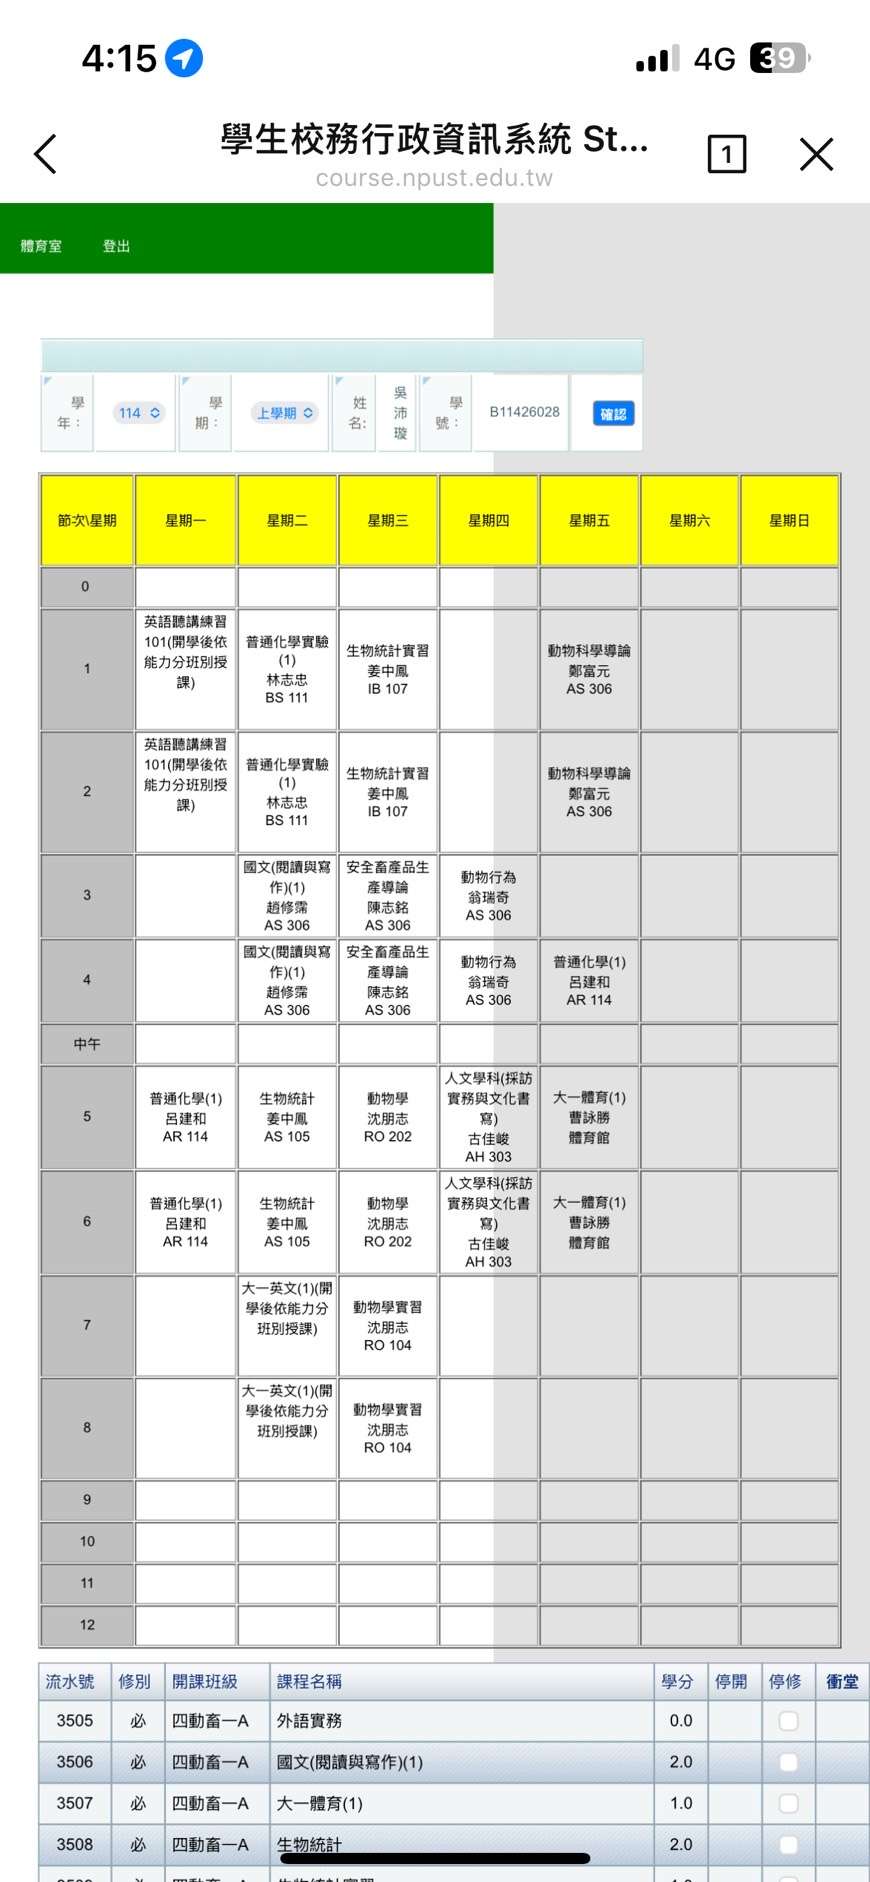 4:15
4G 39
學生校務行政資訊系統 St...
course.npust.edu.tw
1
體育室 登出
學年： 114 學期： 上學期 姓名: 吳沛璇 學號： B11426028 確認
節次\星期 星期一 星期二 星期三 星期四 星期五 星期六 星期日
0
1
英語聽講練習
101(開學後依
能力分班別授
課)
普通化學實驗
(1)
林志忠
BS 111
生物統計實習
姜中鳳
IB 107
動物科學導論
鄭富元
AS 306
2
英語聽講練習
101(開學後依
能力分班別授
課)
普通化學實驗
(1)
林志忠
BS 111
生物統計實習
姜中鳳
IB 107
動物科學導論
鄭富元
AS 306
3
國文(閱讀與寫
作)(1)
趙修霈
AS 306
安全畜產品生
產導論
陳志銘
AS 306
動物行為
翁瑞奇
AS 306
4
國文(閱讀與寫
作)(1)
趙修霈
AS 306
安全畜產品生
產導論
陳志銘
AS 306
動物行為
翁瑞奇
AS 306
普通化學(1)
呂建和
AR 114
中午
5
普通化學(1)
呂建和
AR 114
生物統計
姜中鳳
AS 105
動物學
沈朋志
RO 202
人文學科(採訪
實務與文化書
寫)
古佳峻
AH 303
大一體育(1)
曹詠勝
體育館
6
普通化學(1)
呂建和
AR 114
生物統計
姜中鳳
AS 105
動物學
沈朋志
RO 202
人文學科(採訪
實務與文化書
寫)
古佳峻
AH 303
大一體育(1)
曹詠勝
體育館
7
大一英文(1)(開
學後依能力分
班別授課)
動物學實習
沈朋志
RO 104
8
大一英文(1)(開
學後依能力分
班別授課)
動物學實習
沈朋志
RO 104
9
10
11
12
流水號 修別 開課班級 課程名稱 學分 停開 停修 衝堂
3505 必 四動畜一A 外語實務 0.0
3506 必 四動畜一A 國文(閱讀與寫作)(1) 2.0
3507 必 四動畜一A 大一體育(1) 1.0
3508 必 四動畜一A 生物統計 2.0